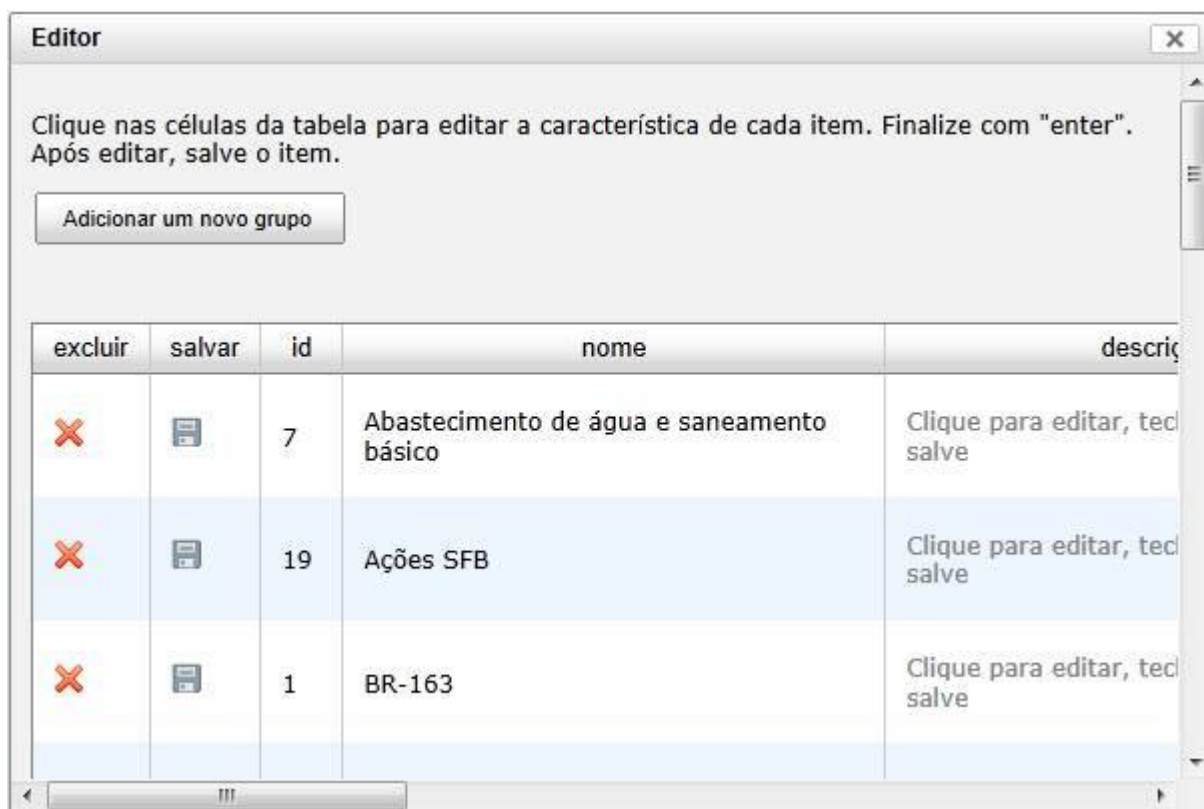 Editor
Clique nas células da tabela para editar a característica de cada item. Finalize com "enter".
Após editar, salve o item.
Adicionar um novo grupo
excluir salvar id nome
7 Abastecimento de água e saneamento Clique para editar,
básico salve
19 Ações SFB Clique para editar,
salve
1 BR-163 Clique para editar,
salve